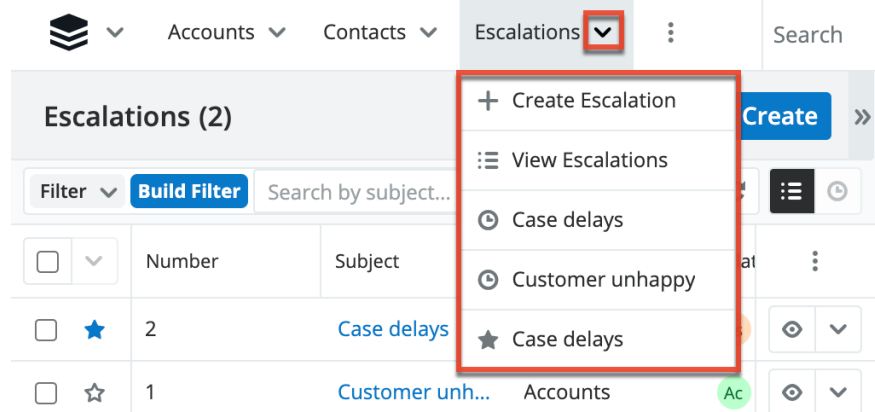 Accounts
Contacts
Escalations
Search
Escalations (2)
Create
Create Escalation
View Escalations
Case delays
Customer unhappy
Case delays
Filter
Build Filter
Search by subject...
Number
Subject
2
Case delays
1
Customer unh...
Accounts
Ac